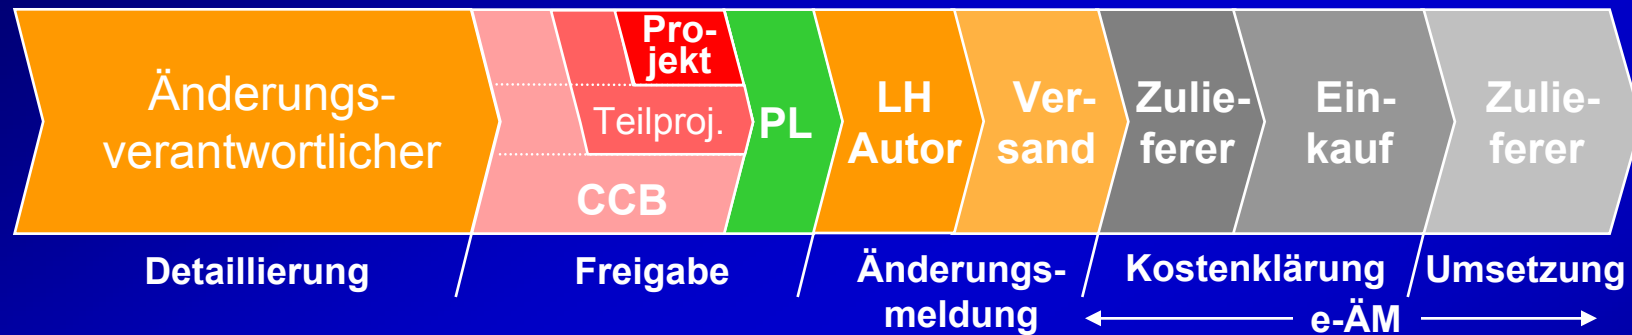 Änderungs-
verantwortlicher
Pro-
jekt
Teilproj.
CCB
PL
LH
Autor
Ver-
sand
Zulie-
ferer
Ein-
kauf
Zulie-
ferer
Detaillierung
Freigabe
Änderungs-
meldung
Kostenklärung
Umsetzung
e-ÄM